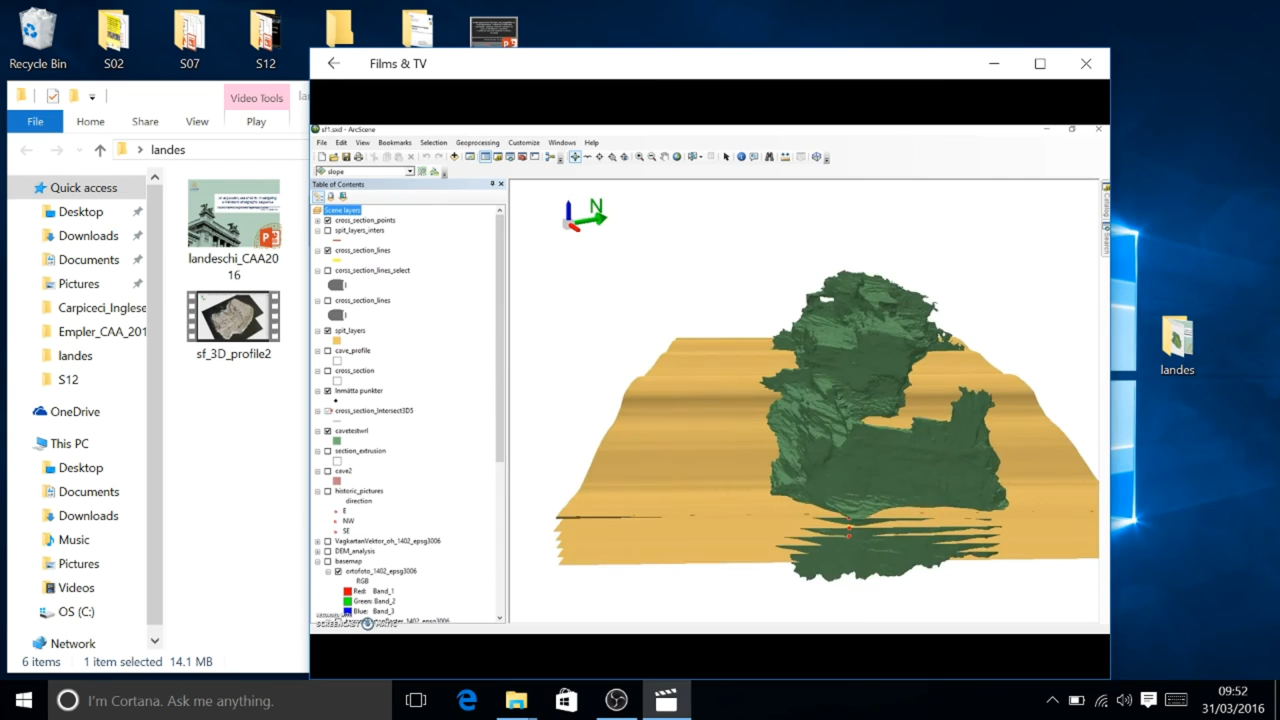 Recycle Bin
S02
S07
S12
Films & TV
Video Tools
File
Home
Share
View
Play
landes
Quick access
Desktop
Downloads
Documents
Pictures
Carpineci_Inglese
Empler_CAA_201
landes
S12
OneDrive
This PC
Desktop
Documents
Downloads
Music
Pictures
Videos
Network
landeschi_CAA20
16
sf_3D_profile2
6 items
1 item selected
14.1 MB
sf1.sxd - ArcScene
File Edit View Bookmarks Selection Geoprocessing Customize Windows Help
slope
Table Of Contents
Scene layers
cross_section_points
spit_layers_inters
cross_section_lines
corss_section_lines_select
cross_section_lines
spit_layers
cave_profile
cross_section
Inmätta punkter
cross_section_Intersect3D5
cavetestwrl
section_extrusion
cave2
historic_pictures
direction
E
NW
SE
VagkartanVektor_oh_1402_epsg3006
DEM_analysis
basemap
ortofoto_1402_epsg3006
RGB
Red: Band_1
Green: Band_2
Blue: Band_3
N
Catalog
Search
landes
I'm Cortana. Ask me anything.
09:52
31/03/2016